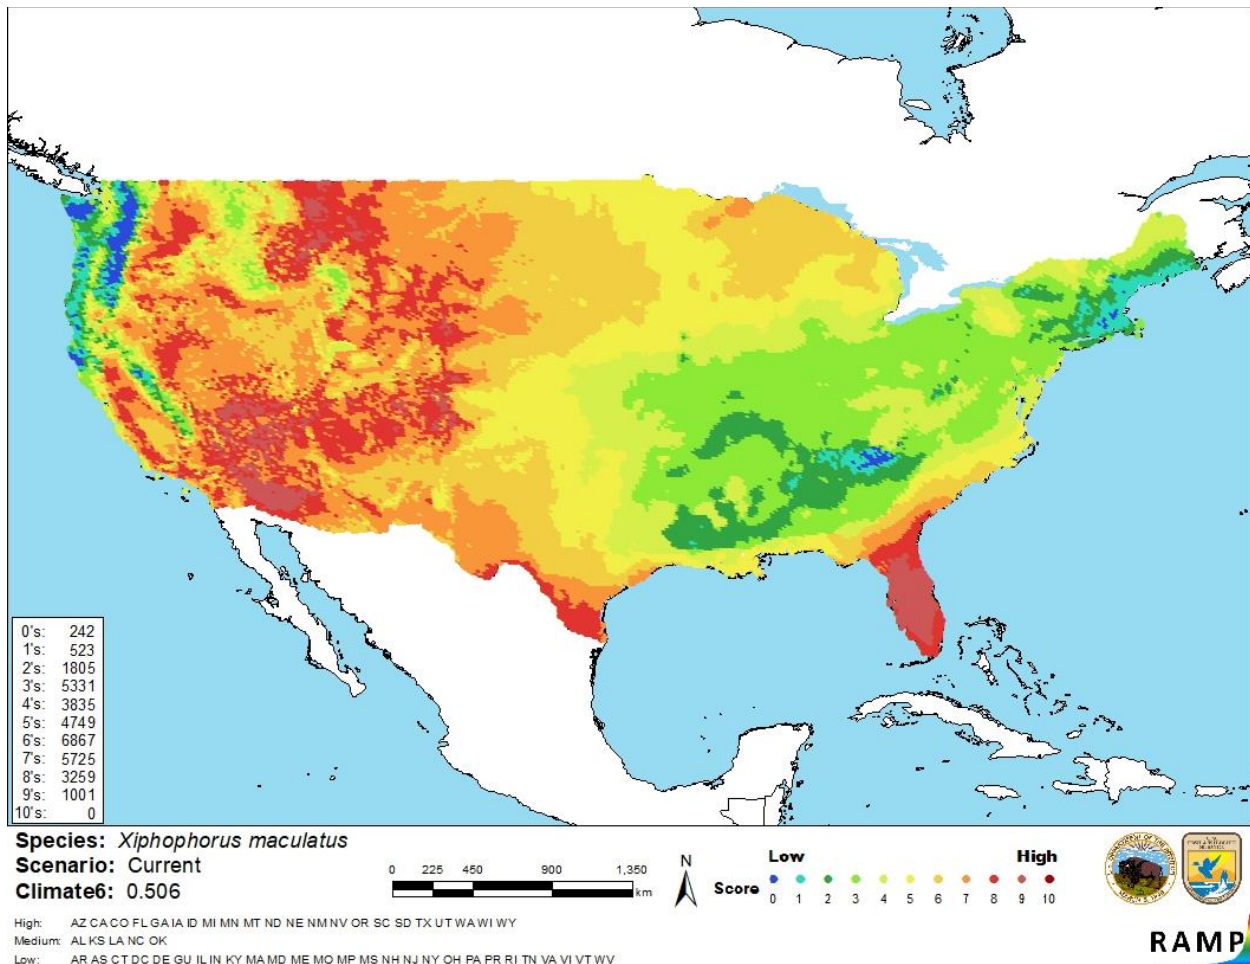 0's: 242
1's: 523
2's: 1805
3's: 5331
4's: 3835
5's: 4749
6's: 6867
7's: 5725
8's: 3259
9's: 1001
10's: 0
Species: Xiphophorus maculatus
Scenario: Current
Climate6: 0.506
0 225 450 900 1,350
km
N
Low High
Score 0 1 2 3 4 5 6 7 8 9 10
High: AZ CA CO FL GA IA ID MI MN MT ND NE NM NV OR SC SD TX UT WA WI WY
Medium: AL KS LA NC OK
Low: AR AS CT DC DE GU IL IN KY MA MD ME MO MP MS NH NJ NY OH PA PR RI TN VA VI VT WV
RAMP